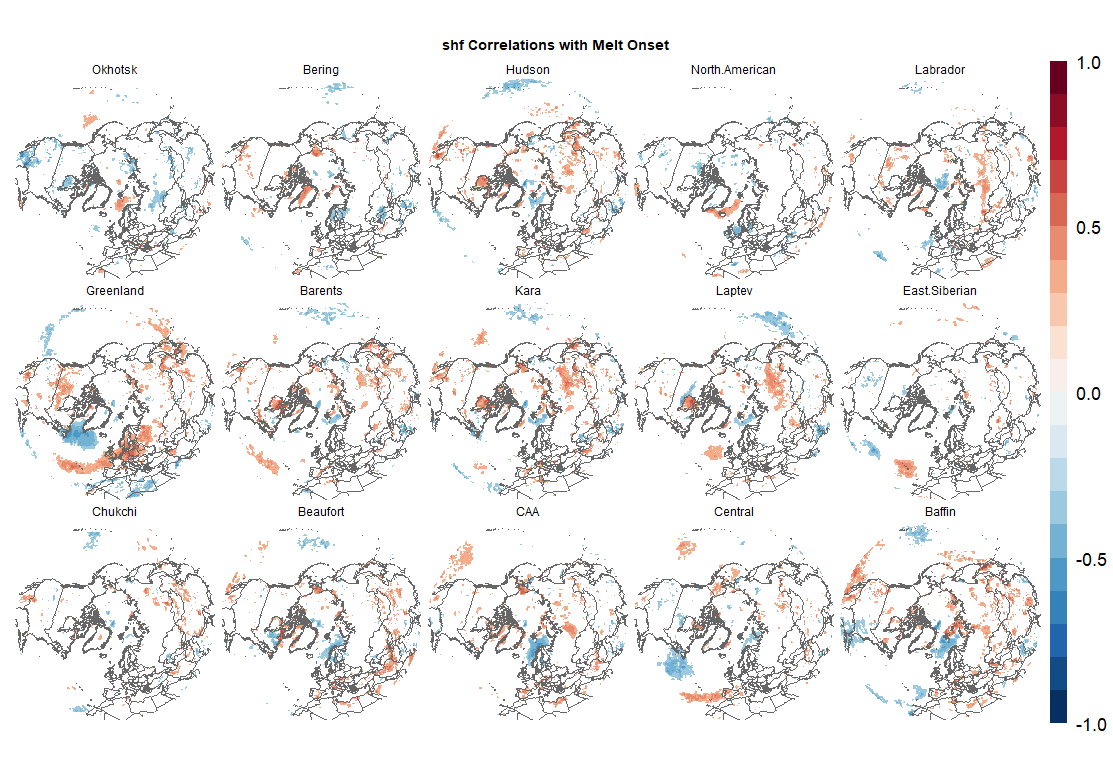 shf Correlations with Melt Onset
Okhotsk
Bering
Hudson
North.American
Labrador
Greenland
Barents
Kara
Laptev
East.Siberian
Chukchi
Beaufort
CAA
Central
Baffin
1.0
0.5
0.0
-0.5
-1.0